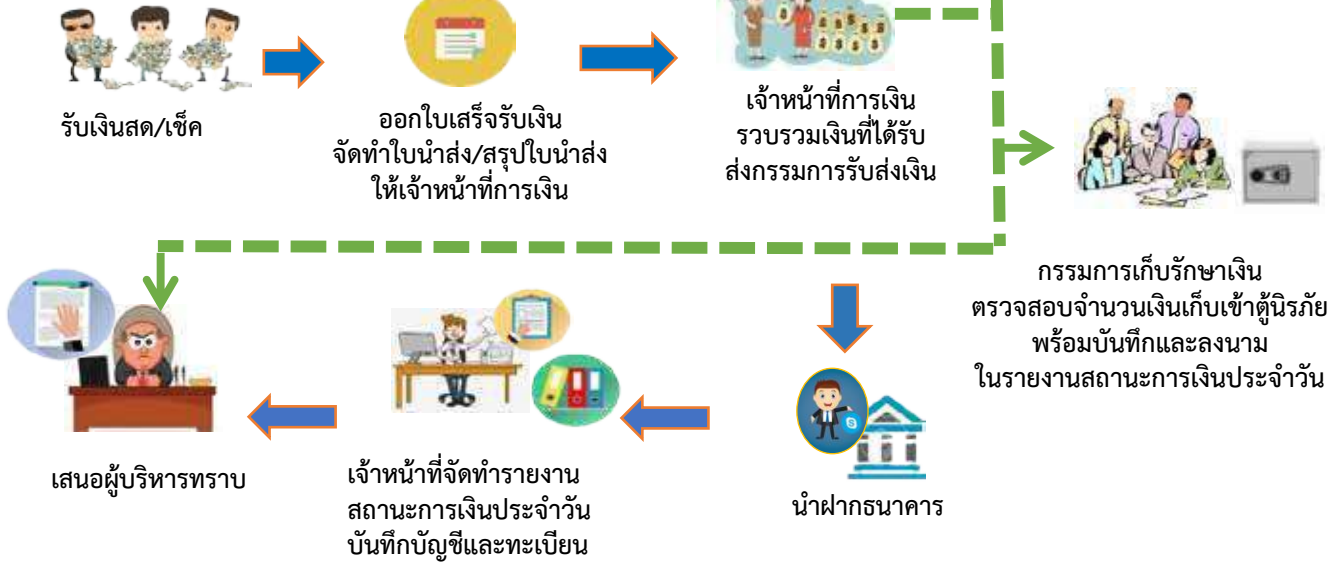 รับเงินสด/เช็ค
ออกใบเสร็จรับเงิน
จัดทำใบนำส่ง/สรุปใบนำส่ง
ให้เจ้าหน้าที่การเงิน
เจ้าหน้าที่การเงิน
รวบรวมเงินที่ได้รับ
ส่งกรรมการรับส่งเงิน
กรรมการเก็บรักษาเงิน
ตรวจสอบจำนวนเงินเก็บเข้าตู้นิรภัย
พร้อมบันทึกและลงนาม
ในรายงานสถานะการเงินประจำวัน
นำฝากธนาคาร
เจ้าหน้าที่จัดทำรายงาน
สถานะการเงินประจำวัน
บันทึกบัญชีและทะเบียน
เสนอผู้บริหารทราบ